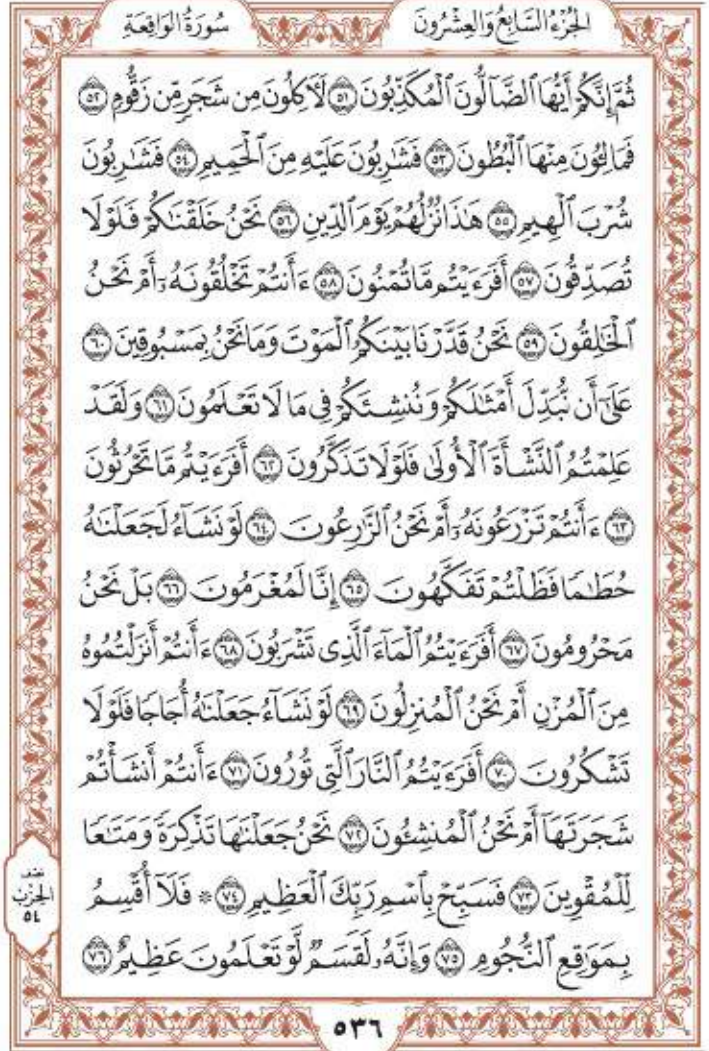 الجُزْءُ السَّابِعُ وَالعِشْرُونَ
سُورَةُ الوَاقِعَةِ
ثُمَّ إِنَّكُمْ أَيُّهَا ٱلضَّآلُّونَ ٱلْمُكَذِّبُونَ ٥١ لَأٓكِلُونَ مِن شَجَرٍ مِّن زَقُّومٍ ٥٢
فَمَالِـُٔونَ مِنْهَا ٱلْبُطُونَ ٥٣ فَشَٰرِبُونَ عَلَيْهِ مِنَ ٱلْحَمِيمِ ٥٤ فَشَٰرِبُونَ
شُرْبَ ٱلْهِيمِ ٥٥ هَٰذَا نُزُلُهُمْ يَوْمَ ٱلدِّينِ ٥٦ نَحْنُ خَلَقْنَٰكُمْ فَلَوْلَا
تُصَدِّقُونَ ٥٧ أَفَرَءَيْتُم مَّا تُمْنُونَ ٥٨ ءَأَنتُمْ تَخْلُقُونَهُۥٓ أَمْ نَحْنُ
ٱلْخَٰلِقُونَ ٥٩ نَحْنُ قَدَّرْنَا بَيْنَكُمُ ٱلْمَوْتَ وَمَا نَحْنُ بِمَسْبُوقِينَ ٦٠
عَلَىٰٓ أَن نُّبَدِّلَ أَمْثَٰلَكُمْ وَنُنشِئَكُمْ فِى مَا لَا تَعْلَمُونَ ٦١ وَلَقَدْ
عَلِمْتُمُ ٱلنَّشْأَةَ ٱلْأُولَىٰ فَلَوْلَا تَذَكَّرُونَ ٦٢ أَفَرَءَيْتُم مَّا تَحْرُثُونَ
٦٣ ءَأَنتُمْ تَزْرَعُونَهُۥٓ أَمْ نَحْنُ ٱلزَّٰرِعُونَ ٦٤ لَوْ نَشَآءُ لَجَعَلْنَٰهُ
حُطَٰمًا فَظَلْتُمْ تَفَكَّهُونَ ٦٥ إِنَّا لَمُغْرَمُونَ ٦٦ بَلْ نَحْنُ
مَحْرُومُونَ ٦٧ أَفَرَءَيْتُمُ ٱلْمَآءَ ٱلَّذِى تَشْرَبُونَ ٦٨ ءَأَنتُمْ أَنزَلْتُمُوهُ
مِنَ ٱلْمُزْنِ أَمْ نَحْنُ ٱلْمُنزِلُونَ ٦٩ لَوْ نَشَآءُ جَعَلْنَٰهُ أُجَاجًا فَلَوْلَا
تَشْكُرُونَ ٧٠ أَفَرَءَيْتُمُ ٱلنَّارَ ٱلَّتِى تُورُونَ ٧١ ءَأَنتُمْ أَنشَأْتُمْ
شَجَرَتَهَآ أَمْ نَحْنُ ٱلْمُنشِـُٔونَ ٧٢ نَحْنُ جَعَلْنَٰهَا تَذْكِرَةً وَمَتَٰعًا
لِّلْمُقْوِينَ ٧٣ فَسَبِّحْ بِٱسْمِ رَبِّكَ ٱلْعَظِيمِ ٧٤ ۞ فَلَآ أُقْسِمُ
بِمَوَٰقِعِ ٱلنُّجُومِ ٧٥ وَإِنَّهُۥ لَقَسَمٌ لَّوْ تَعْلَمُونَ عَظِيمٌ ٧٦
نصف
الحزب
٥٤
٥٣٦